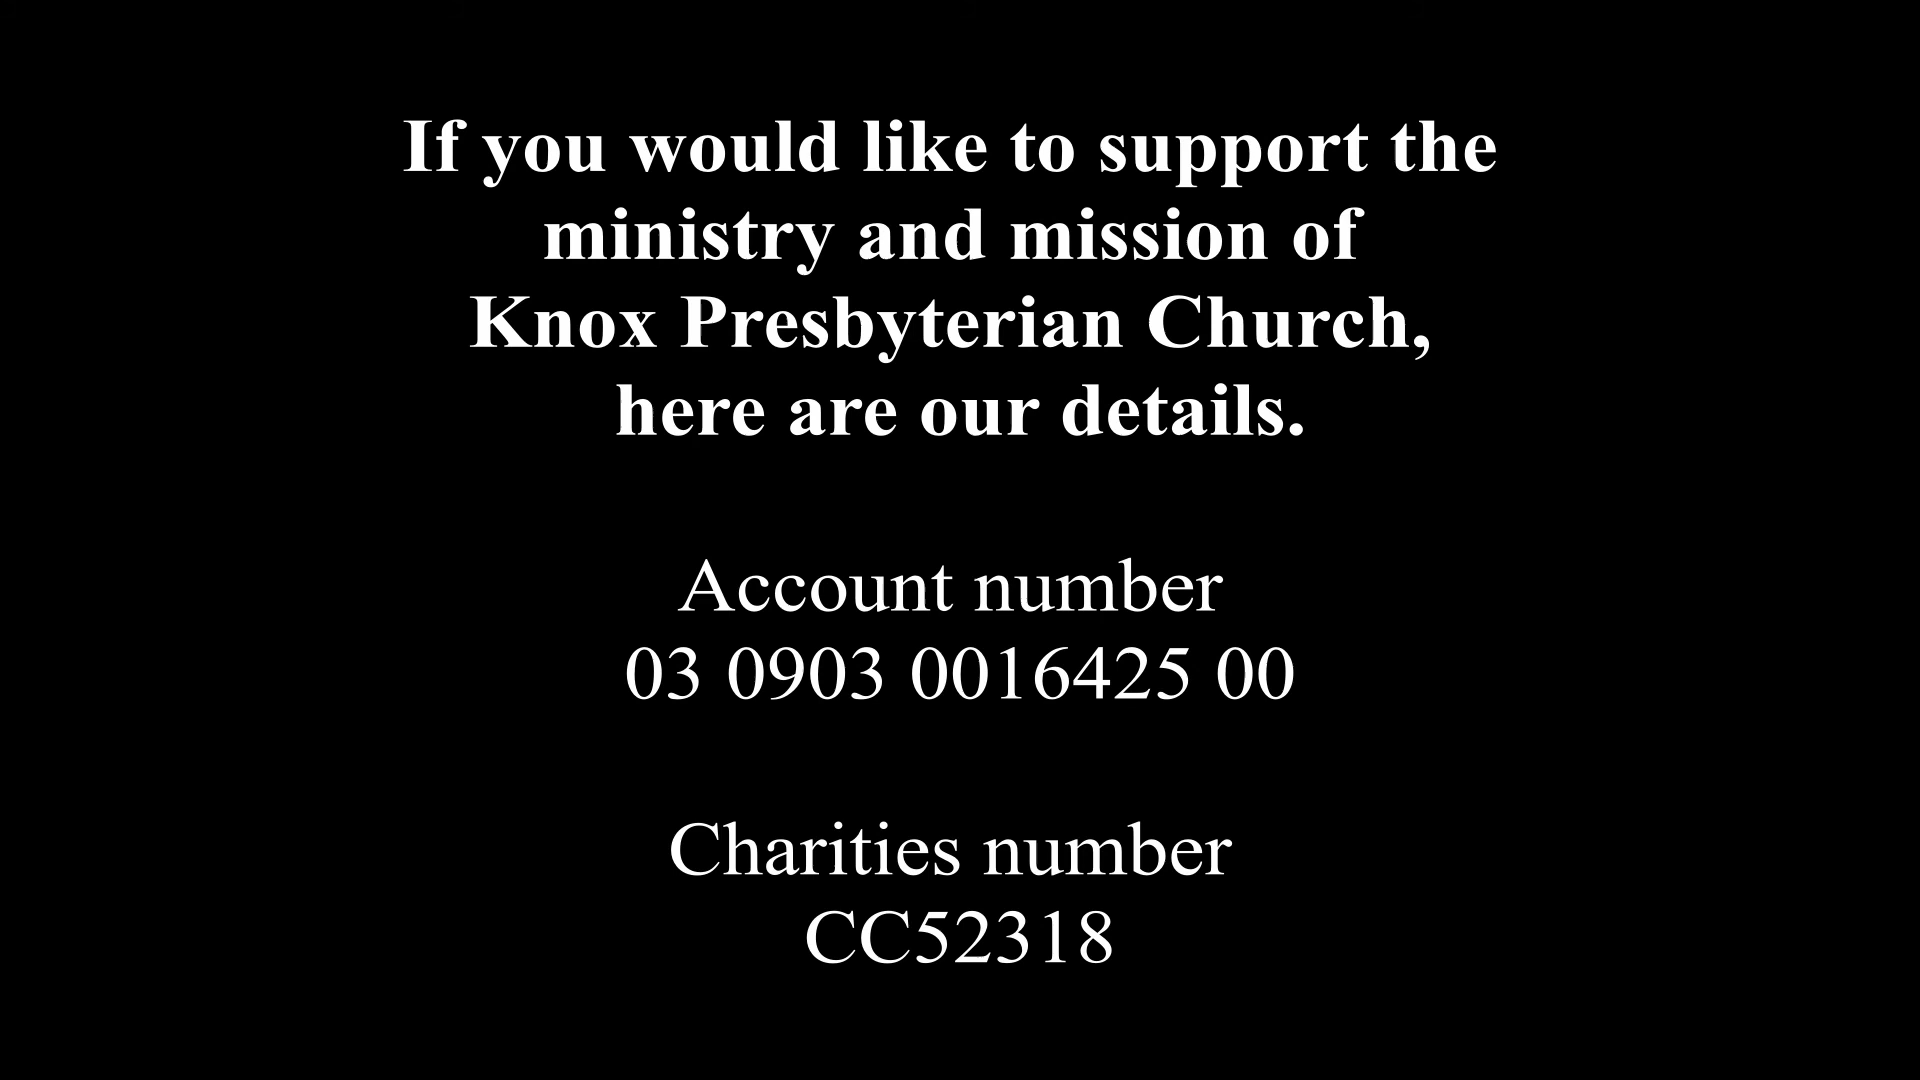 If you would like to support the
ministry and mission of
Knox Presbyterian Church,
here are our details.
Account number
03 0903 0016425 00
Charities number
CC52318